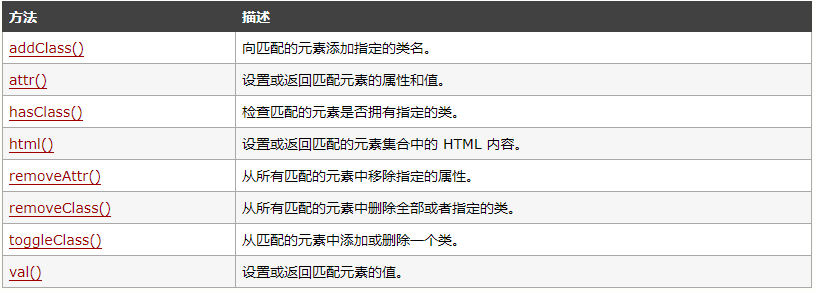 方法 描述
addClass() 向匹配的元素添加指定的类名。
attr() 设置或返回匹配元素的属性和值。
hasClass() 检查匹配的元素是否拥有指定的类。
html() 设置或返回匹配的元素集合中的 HTML 内容。
removeAttr() 从所有匹配的元素中移除指定的属性。
removeClass() 从所有匹配的元素中删除全部或者指定的类。
toggleClass() 从匹配的元素中添加或删除一个类。
val() 设置或返回匹配元素的值。